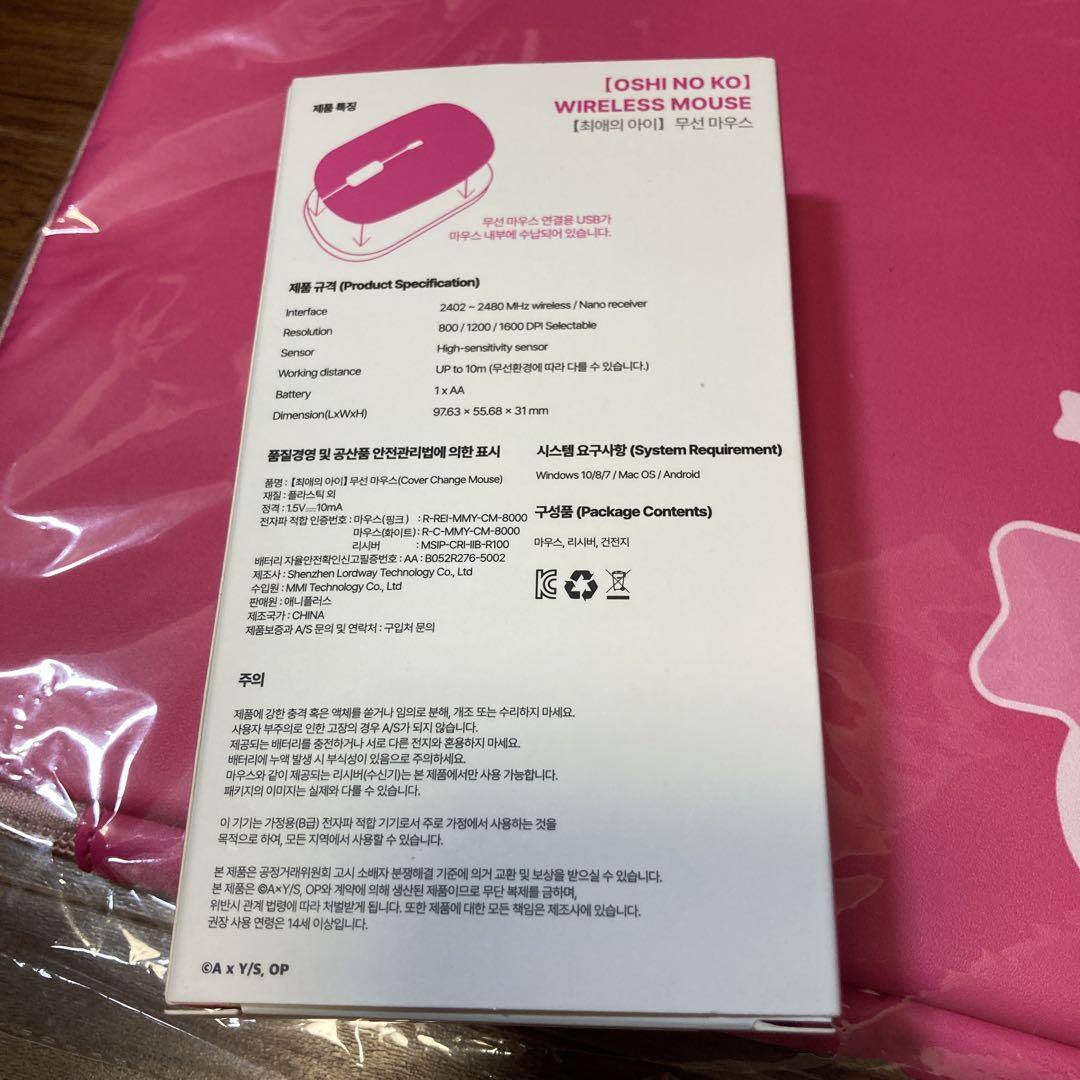 제품 특징
【OSHI NO KO】
WIRELESS MOUSE
【최애의 아이】 무선 마우스
무선 마우스 연결용 USB가
마우스 내부에 수납되어 있습니다.
제품 규격 (Product Specification)
Interface 2402 ~ 2480 MHz wireless / Nano receiver
Resolution 800 / 1200 / 1600 DPI Selectable
Sensor High-sensitivity sensor
Working distance UP to 10m (무선환경에 따라 다를 수 있습니다.)
Battery 1 x AA
Dimension(LxWxH) 97.63 × 55.68 × 31 mm
품질경영 및 공산품 안전관리법에 의한 표시
품명 : 【최애의 아이】 무선 마우스(Cover Change Mouse)
재질 : 플라스틱 외
정격 : 1.5V⎓10mA
전자파 적합 인증번호 : 마우스(핑크) : R-REI-MMY-CM-8000
마우스(화이트) : R-C-MMY-CM-8000
리시버 : MSIP-CRI-IIB-R100
배터리 자율안전확인신고필증번호 : AA : B052R276-5002
제조사 : Shenzhen Lordway Technology Co., Ltd
수입원 : MMI Technology Co., Ltd
판매원 : 애니플러스
제조국가 : CHINA
제품보증과 A/S 문의 및 연락처 : 구입처 문의
시스템 요구사항 (System Requirement)
Windows 10/8/7 / Mac OS / Android
구성품 (Package Contents)
마우스, 리시버, 건전지
주의
제품에 강한 충격 혹은 액체를 쏟거나 임의로 분해, 개조 또는 수리하지 마세요.
사용자 부주의로 인한 고장의 경우 A/S가 되지 않습니다.
제공되는 배터리를 충전하거나 서로 다른 전지와 혼용하지 마세요.
배터리에 누액 발생 시 부식성이 있음으로 주의하세요.
마우스와 같이 제공되는 리시버(수신기)는 본 제품에서만 사용 가능합니다.
패키지의 이미지는 실제와 다를 수 있습니다.
이 기기는 가정용(B급) 전자파 적합 기기로서 주로 가정에서 사용하는 것을
목적으로 하여, 모든 지역에서 사용할 수 있습니다.
본 제품은 공정거래위원회 고시 소배자 분쟁해결 기준에 의거 교환 및 보상을 받으실 수 있습니다.
본 제품은 ©A×Y/S, OP와 계약에 의해 생산된 제품이므로 무단 복제를 금하며,
위반시 관계 법령에 따라 처벌받게 됩니다. 또한 제품에 대한 모든 책임은 제조사에 있습니다.
권장 사용 연령은 14세 이상입니다.
©A x Y/S, OP